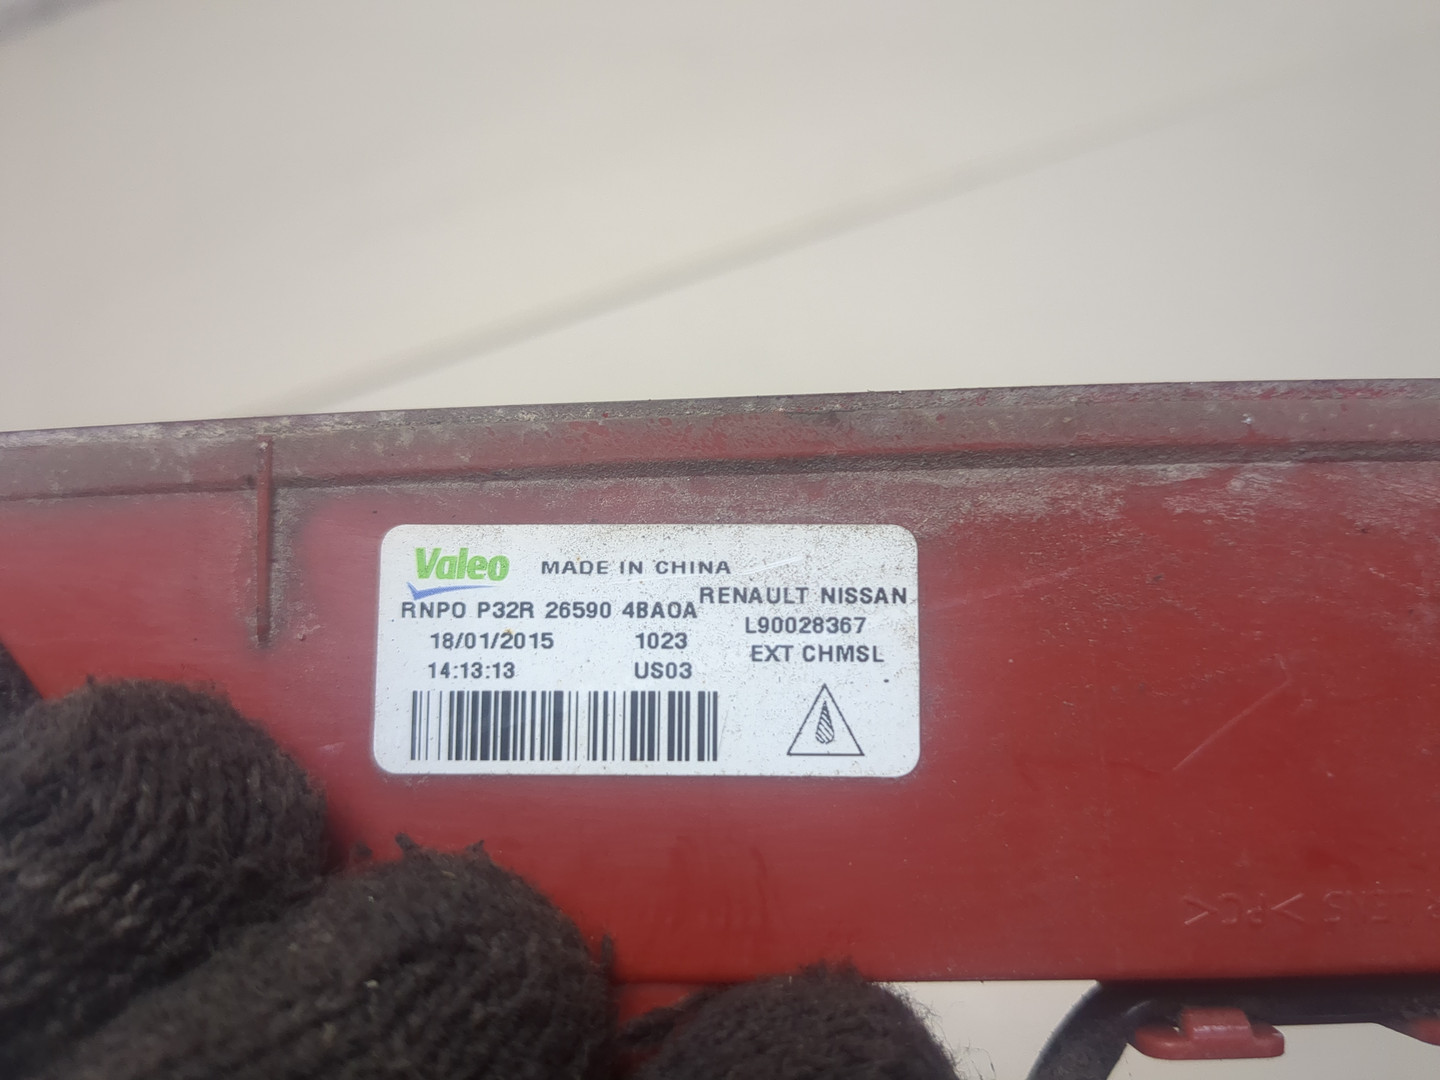 Valeo MADE IN CHINA
RENAULT NISSAN
RNPO P32R 26590 4BA0A
L90028367
18/01/2015 1023
EXT CHMSL
14:13:13 US03
>PC<